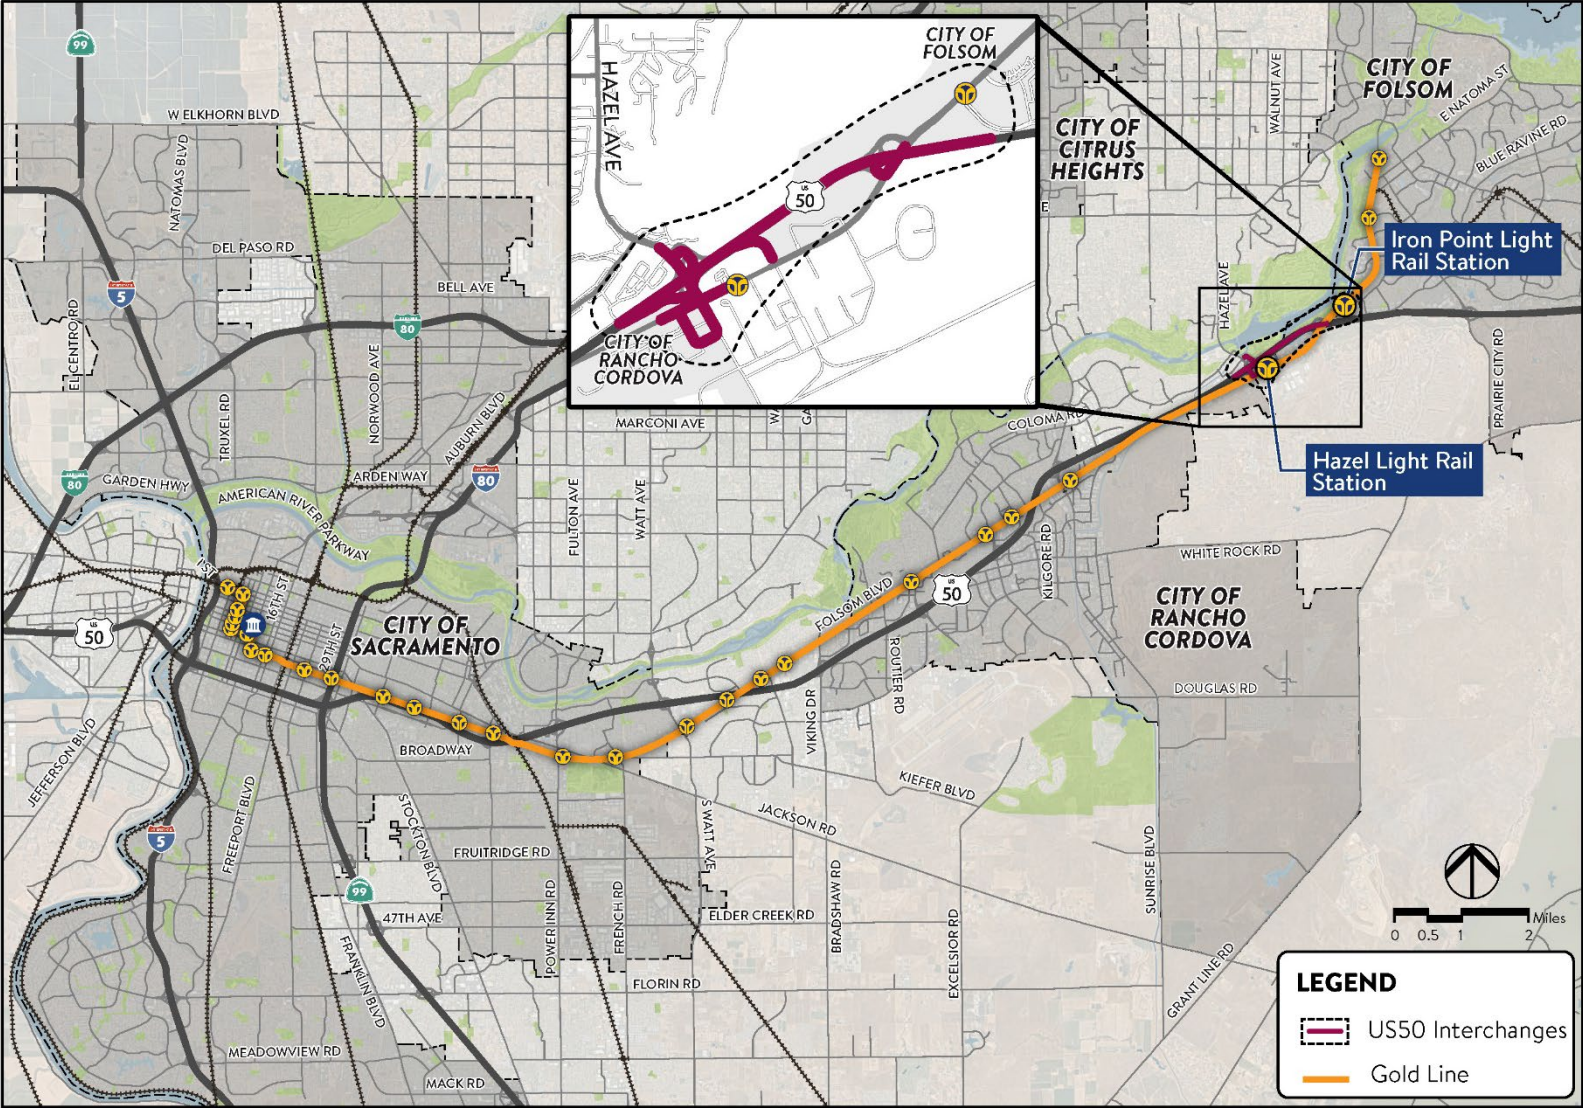 99
W ELKHORN BLVD
NATOMAS BLVD
DEL PASO RD
5
EL CENTRO RD
BELL AVE
80
NORWOOD AVE
TRUXEL RD
AUBURN BLVD
80
GARDEN HWY
ARDEN WAY
80
AMERICAN RIVER PARKWAY
CITY OF
FOLSOM
HAZEL AVE
US
50
CITY OF
RANCHO
CORDOVA
CITY OF
CITRUS
HEIGHTS
E
WALNUT AVE
CITY OF
FOLSOM
E NATOMA ST
BLUE RAVINE RD
Iron Point Light
Rail Station
HAZEL AVE
PRAIRIE CITY RD
Hazel Light Rail
Station
MARCONI AVE
WA
GA
COLOMA RD
FULTON AVE
WATT AVE
KILGORE RD
WHITE ROCK RD
I ST
16TH ST
US
50
29TH ST
CITY OF
SACRAMENTO
FOLSOM BLVD
US
50
CITY OF
RANCHO
CORDOVA
ROUTIER RD
DOUGLAS RD
VIKING DR
BROADWAY
JEFFERSON BLVD
KIEFER BLVD
JACKSON RD
S WATT AVE
5
FREEPORT BLVD
STOCKTON BLVD
FRUITRIDGE RD
99
47TH AVE
POWER INN RD
FRENCH RD
ELDER CREEK RD
BRADSHAW RD
EXCELSIOR RD
SUNRISE BLVD
FRANKLIN BLVD
FLORIN RD
GRANT LINE RD
MEADOWVIEW RD
MACK RD
Miles
0 0.5 1 2
LEGEND
US50 Interchanges
Gold Line